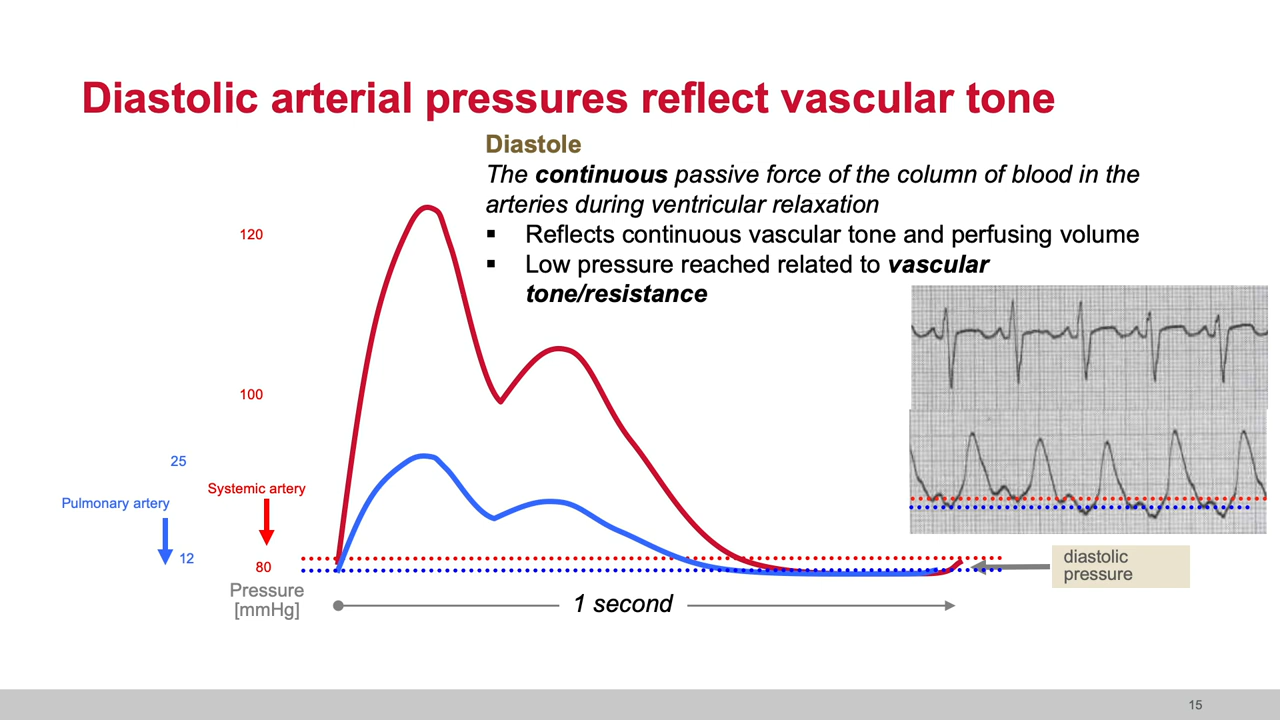 Diastolic arterial pressures reflect vascular tone
Diastole
The continuous passive force of the column of blood in the
arteries during ventricular relaxation
▪ Reflects continuous vascular tone and perfusing volume
▪ Low pressure reached related to vascular
tone/resistance
120
100
25
Systemic artery
Pulmonary artery
12
80
Pressure
[mmHg]
1 second
diastolic
pressure
15